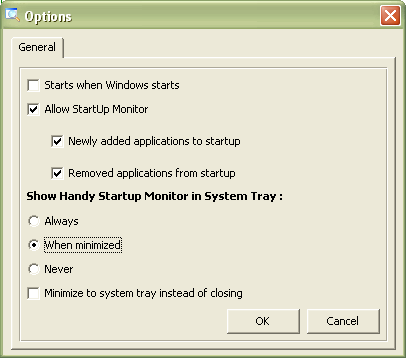 Options
General
Starts when Windows starts
Allow StartUp Monitor
Newly added applications to startup
Removed applications from startup
Show Handy Startup Monitor in System Tray :
Always
When minimized
Never
Minimize to system tray instead of closing
OK Cancel